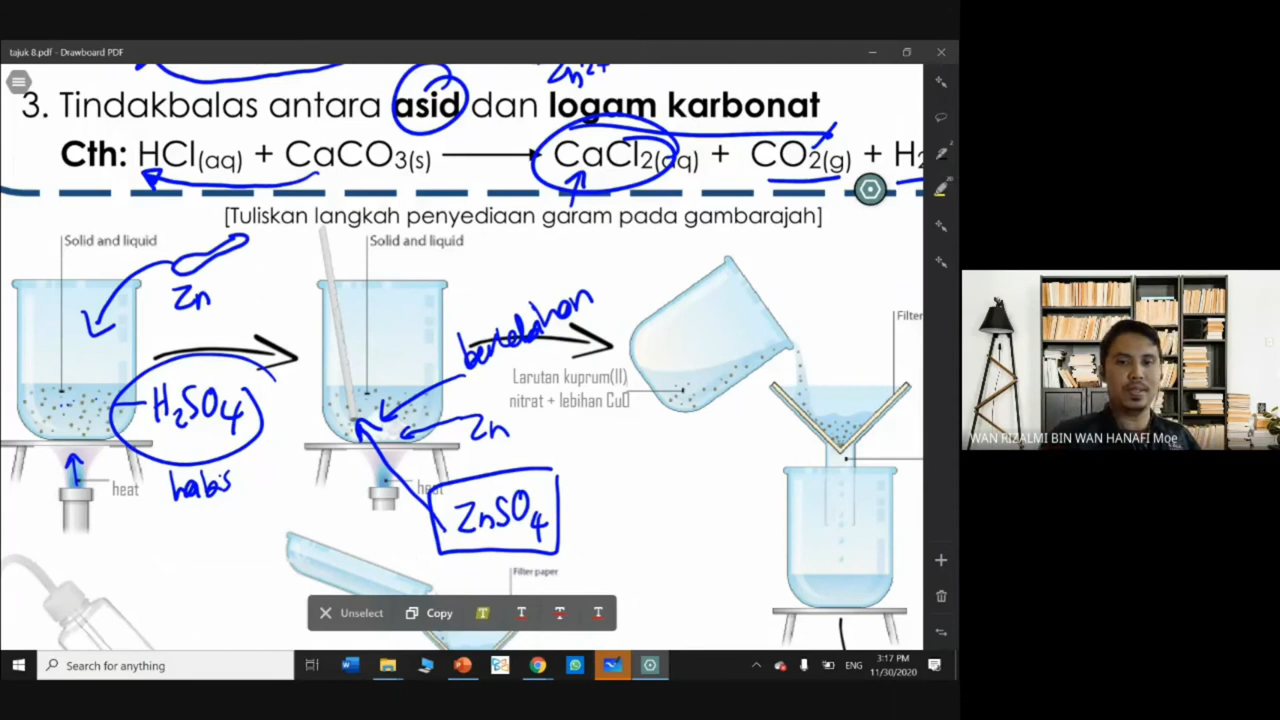 tajuk 8.pdf - Drawboard PDF
Zn2+
3. Tindakbalas antara asid dan logam karbonat
Cth: HCl(aq) + CaCO3(s) → CaCl2(aq) + CO2(g) + H2
[Tuliskan langkah penyediaan garam pada gambarajah]
Solid and liquid
Solid and liquid
Zn
berlebihan
Filter
Larutan kuprum(II)
nitrat + lebihan CuO
H2SO4
Zn
WAN RIZALMI BIN WAN HANAFI Moe
heat
habis
heat
ZnSO4
Filter paper
Unselect
Copy
T T T T
Search for anything
ENG
3:17 PM
11/30/2020